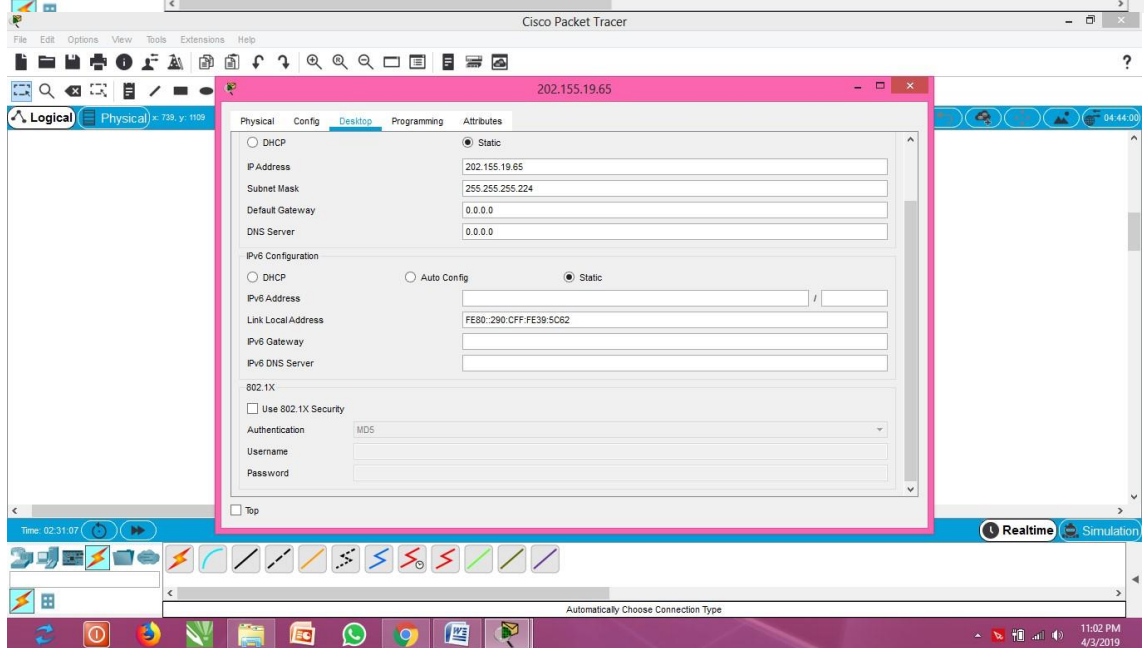 Cisco Packet Tracer
File Edit Options View Tools Extensions Help
?
202.155.19.65
Logical Physical x: 739, y: 1109 04:44:00
Physical Config Desktop Programming Attributes
DHCP Static
IP Address 202.155.19.65
Subnet Mask 255.255.255.224
Default Gateway 0.0.0.0
DNS Server 0.0.0.0
IPv6 Configuration
DHCP Auto Config Static
IPv6 Address /
Link Local Address FE80::290:CFF:FE39:5C62
IPv6 Gateway
IPv6 DNS Server
802.1X
Use 802.1X Security
Authentication MD5
Username
Password
Top
Time: 02:31:07 Realtime Simulation
Automatically Choose Connection Type
11:02 PM
4/3/2019